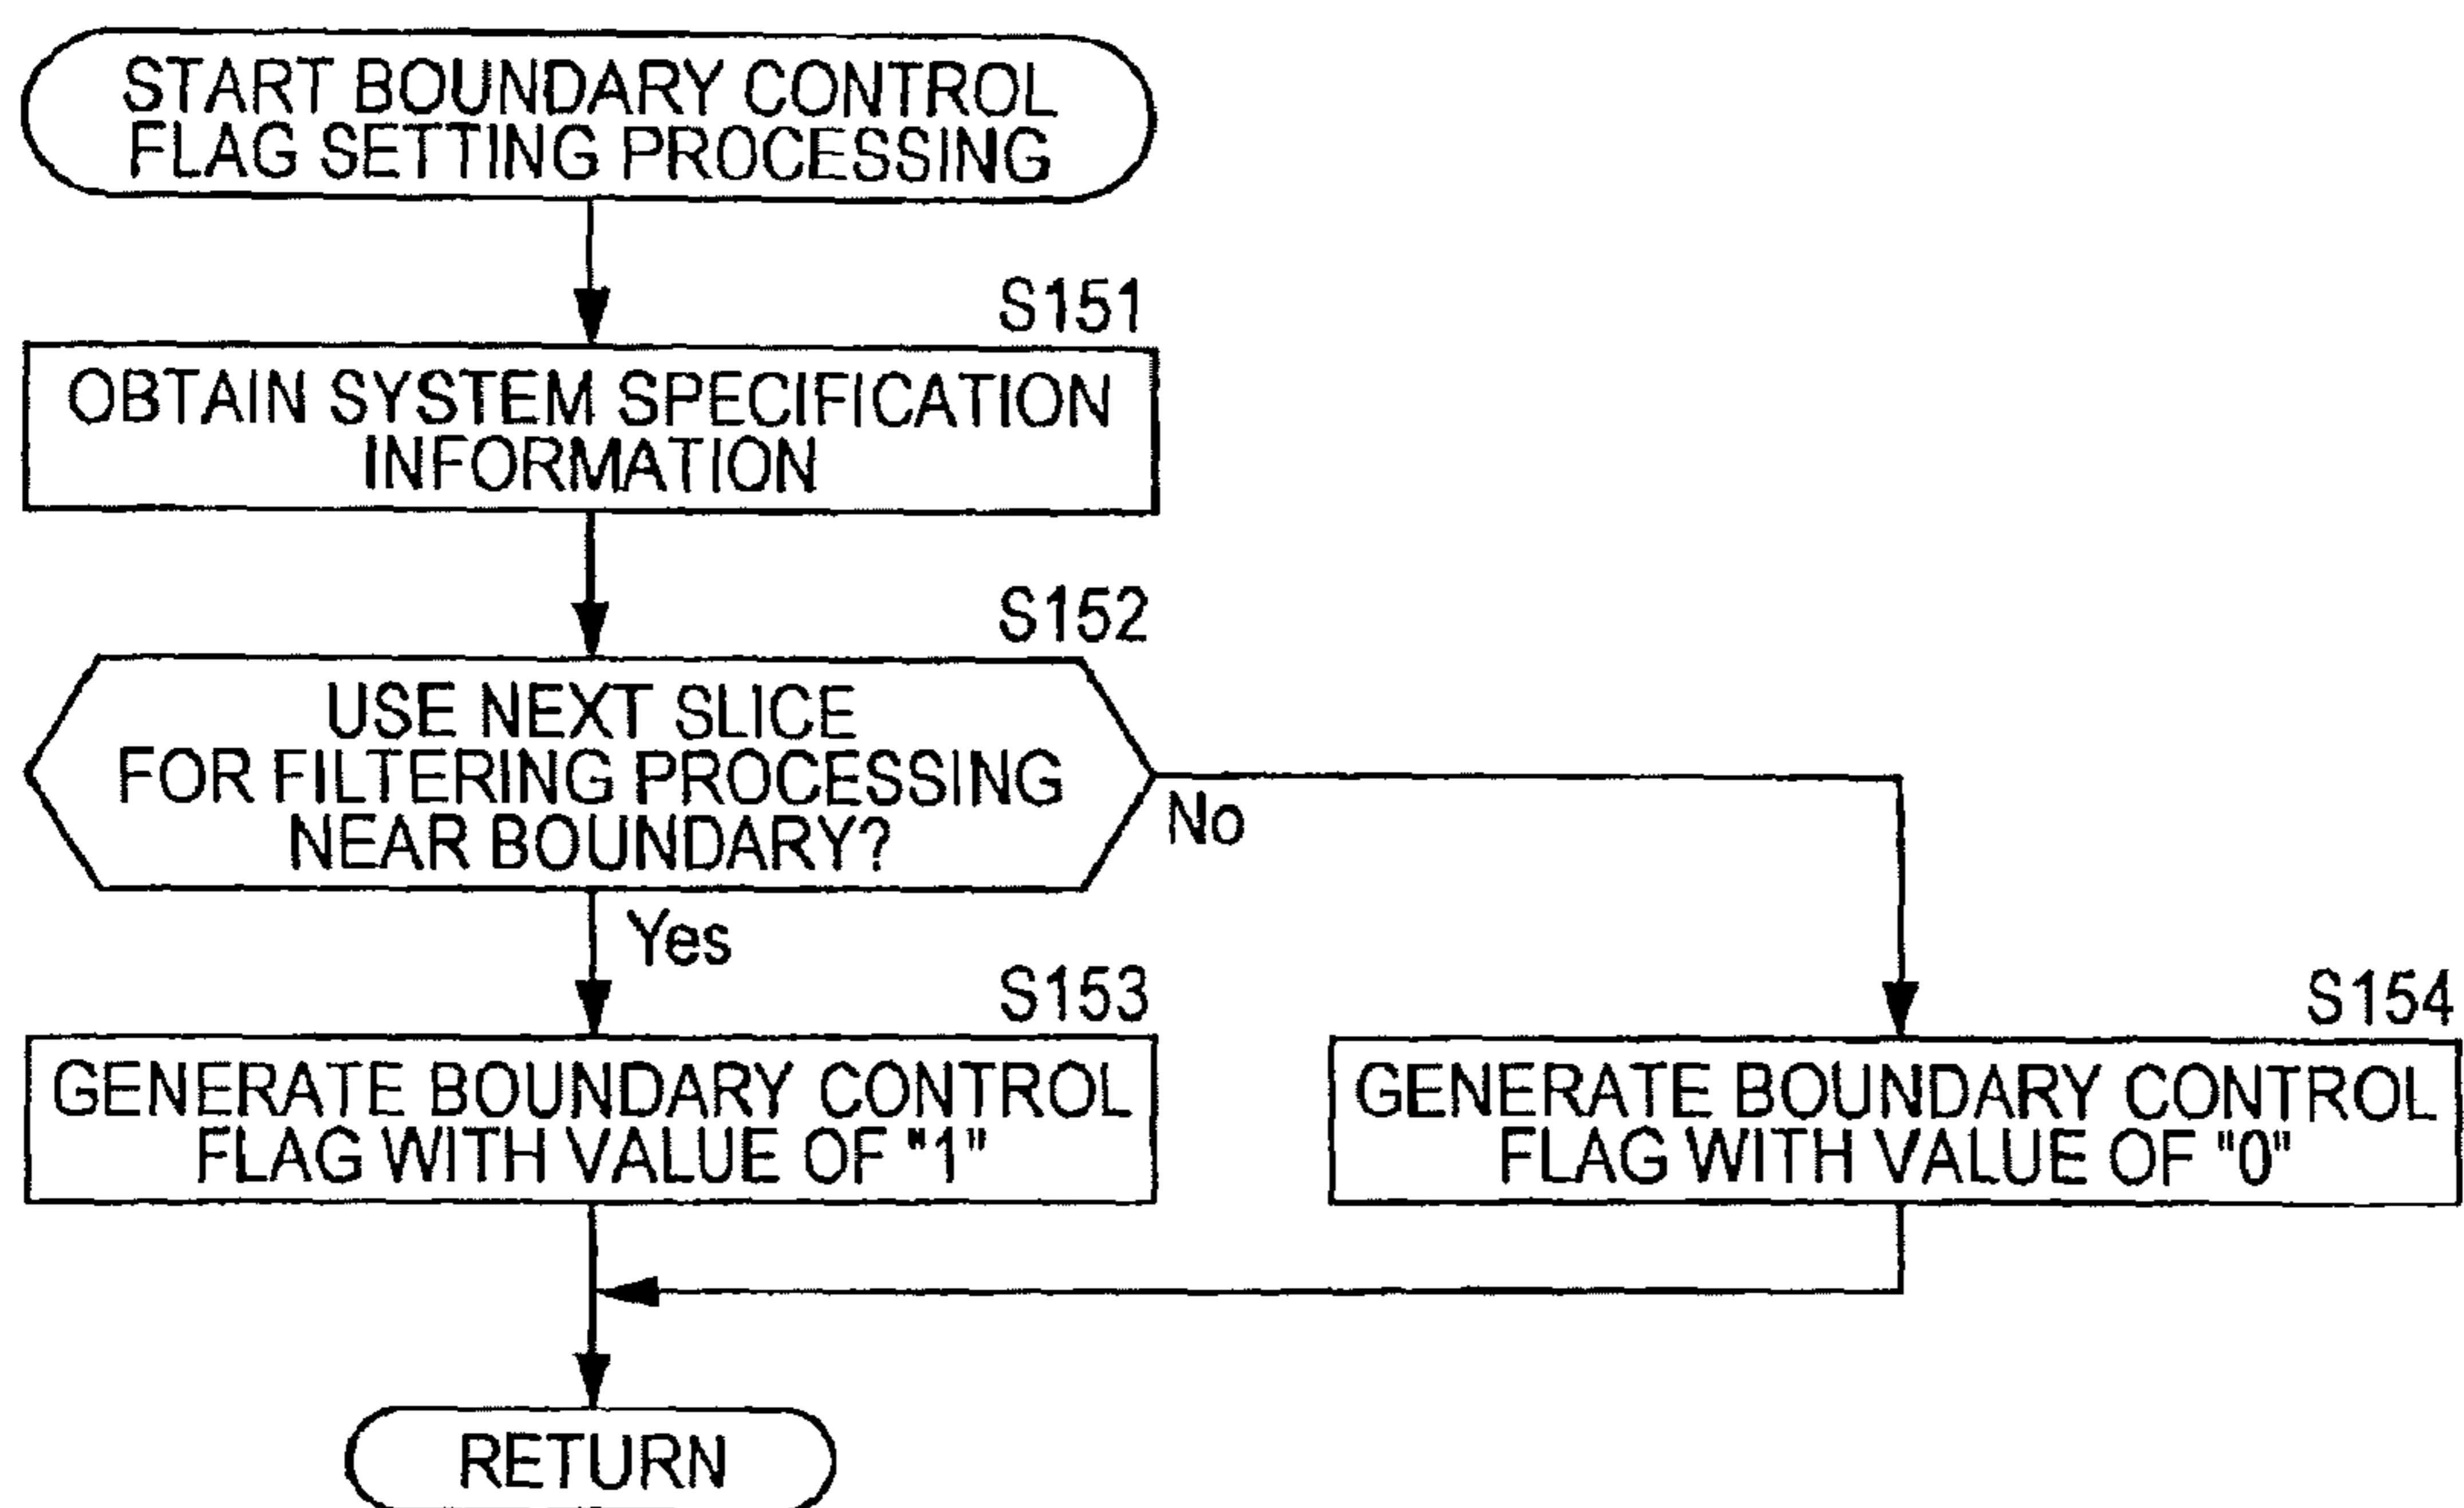 START BOUNDARY CONTROL
FLAG SETTING PROCESSING
S151
OBTAIN SYSTEM SPECIFICATION
INFORMATION
S152
USE NEXT SLICE
FOR FILTERING PROCESSING
NEAR BOUNDARY?
No
Yes
S153
GENERATE BOUNDARY CONTROL
FLAG WITH VALUE OF "1"
S154
GENERATE BOUNDARY CONTROL
FLAG WITH VALUE OF "0"
RETURN